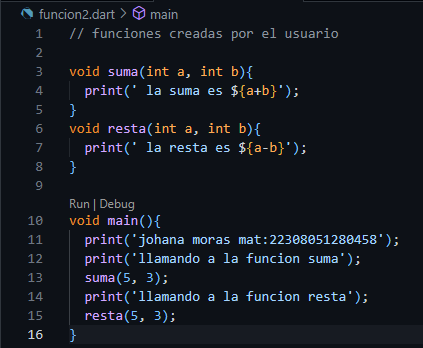 funcion2.dart > main
1 // funciones creadas por el usuario
2
3 void suma(int a, int b){
4   print(' la suma es ${a+b}');
5 }
6 void resta(int a, int b){
7   print(' la resta es ${a-b}');
8 }
9
Run | Debug
10 void main(){
11   print('johana moras mat:22308051280458');
12   print('llamando a la funcion suma');
13   suma(5, 3);
14   print('llamando a la funcion resta');
15   resta(5, 3);
16 }